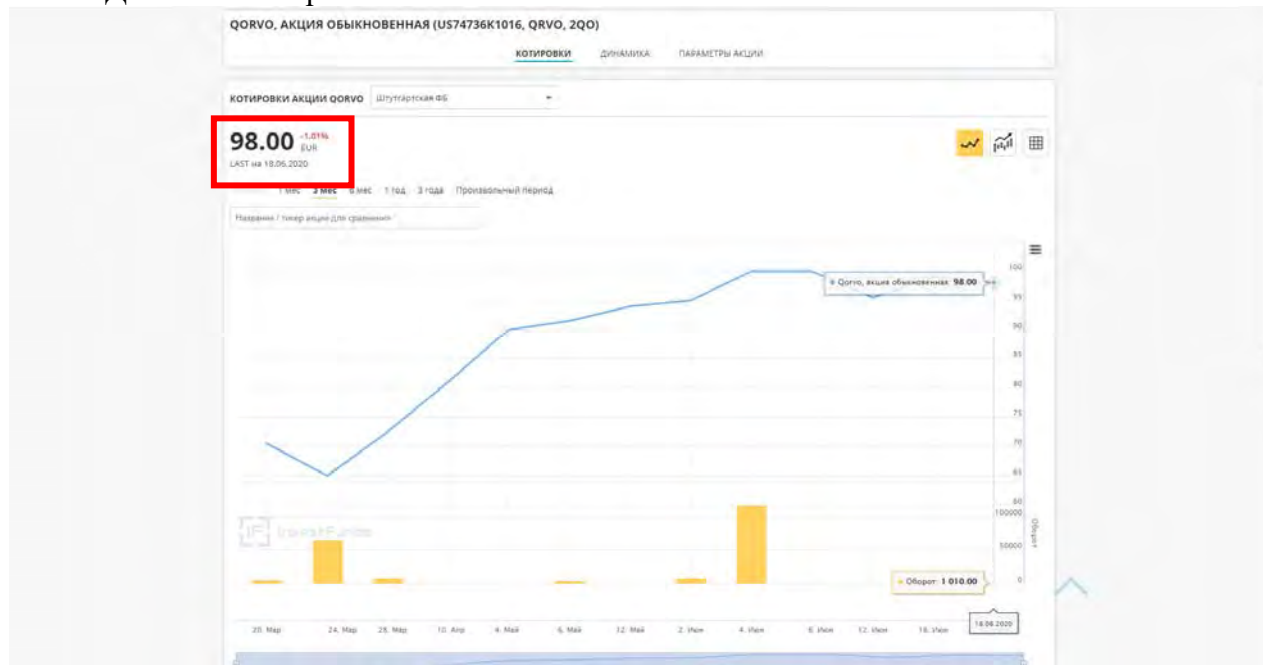 QORVO, АКЦИЯ ОБЫКНОВЕННАЯ (US74736K1016, QRVO, 2QO)
КОТИРОВКИ ДИНАМИКА ПАРАМЕТРЫ АКЦИИ
КОТИРОВКИ АКЦИИ QORVO Штутгартская ФБ
98.00 -1.01%
EUR
LAST на 18.06.2020
1 мес 3 мес 6 мес 1 год 3 года Произвольный период
Название / тикер акции для сравнения
100
Qorvo, акция обыкновенная: 98.00
95
90
85
80
75
70
65
60
100000
IF InvestFunds
Оборот
50000
Оборот: 1 010.00
0
20. Мар 24. Мар 28. Мар 10. Апр 4. Май 6. Май 12. Май 2. Июн 4. Июн 6. Июн 12. Июн 16. Июн
18.06.2020